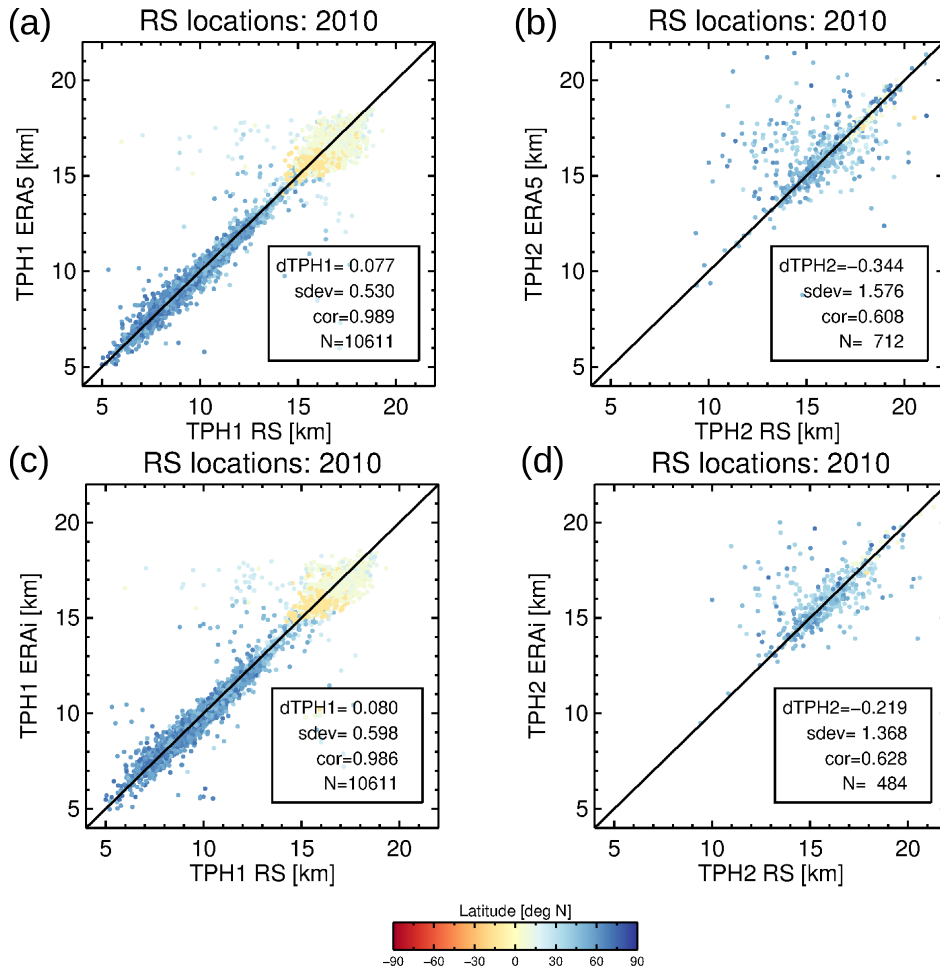 (a)
RS locations: 2010
TPH1 ERA5 [km]
20
15
10
5
dTPH1= 0.077
sdev= 0.530
cor=0.989
N=10611
5 10 15 20
TPH1 RS [km]
(b)
RS locations: 2010
TPH2 ERA5 [km]
20
15
10
5
dTPH2=−0.344
sdev= 1.576
cor=0.608
N= 712
5 10 15 20
TPH2 RS [km]
(c)
RS locations: 2010
TPH1 ERAi [km]
20
15
10
5
dTPH1= 0.080
sdev= 0.598
cor=0.986
N=10611
5 10 15 20
TPH1 RS [km]
(d)
RS locations: 2010
TPH2 ERAi [km]
20
15
10
5
dTPH2=−0.219
sdev= 1.368
cor=0.628
N= 484
5 10 15 20
TPH2 RS [km]
Latitude [deg N]
−90 −60 −30 0 30 60 90